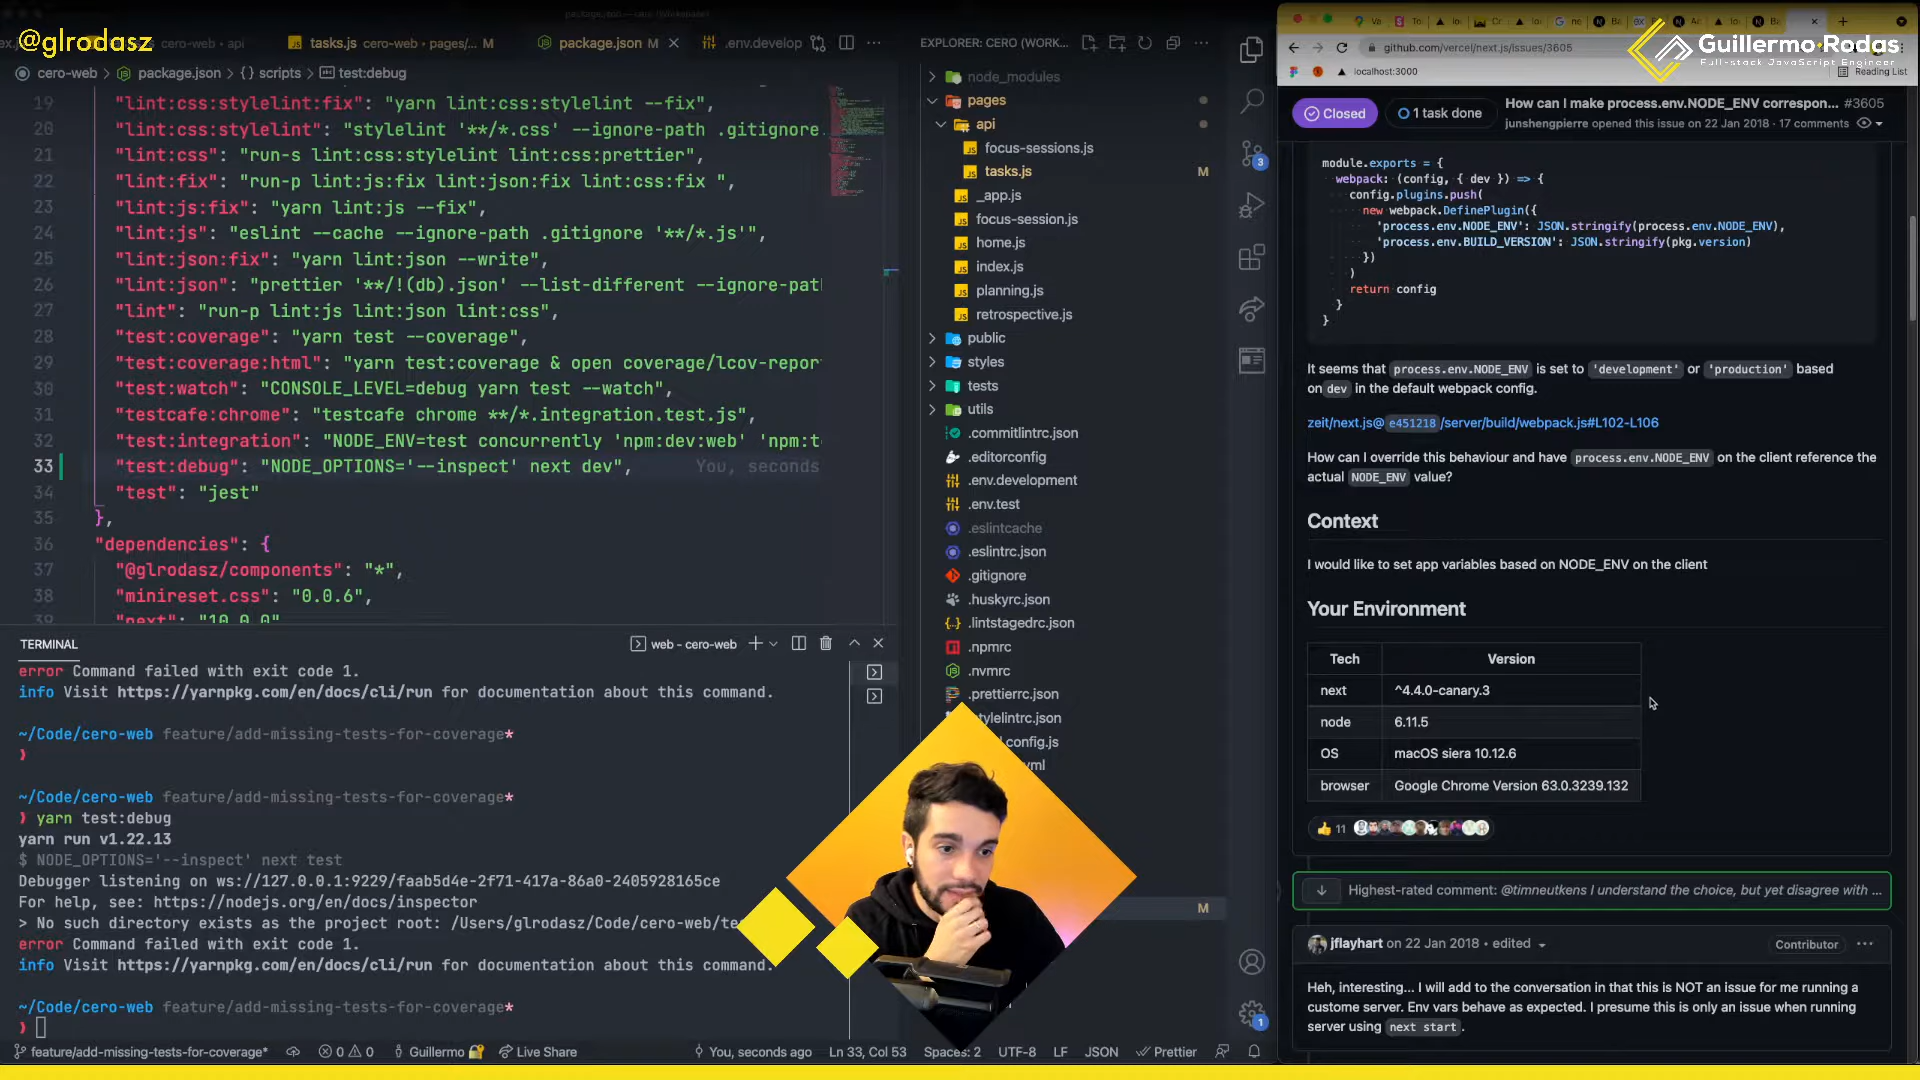 @glrodasz
cero-web › api
tasks.js cero-web › pages/... M
package.json M
.env.develop
cero-web › package.json › {} scripts › test:debug
19 "lint:css:stylelint:fix": "yarn lint:css:stylelint --fix",
20 "lint:css:stylelint": "stylelint '**/*.css' --ignore-path .gitignore
21 "lint:css": "run-s lint:css:stylelint lint:css:prettier",
22 "lint:fix": "run-p lint:js:fix lint:json:fix lint:css:fix ",
23 "lint:js:fix": "yarn lint:js --fix",
24 "lint:js": "eslint --cache --ignore-path .gitignore '**/*.js'",
25 "lint:json:fix": "yarn lint:json --write",
26 "lint:json": "prettier '**/!(db).json' --list-different --ignore-pat
27 "lint": "run-p lint:js lint:json lint:css",
28 "test:coverage": "yarn test --coverage",
29 "test:coverage:html": "yarn test:coverage & open coverage/lcov-repor
30 "test:watch": "CONSOLE_LEVEL=debug yarn test --watch",
31 "testcafe:chrome": "testcafe chrome **/*.integration.test.js",
32 "test:integration": "NODE_ENV=test concurrently 'npm:dev:web' 'npm:t
33 "test:debug": "NODE_OPTIONS='--inspect' next dev", You, seconds
34 "test": "jest"
35 },
36 "dependencies": {
37 "@glrodasz/components": "*",
38 "minireset.css": "0.0.6",
39 "next": "10.0.0"
TERMINAL
web - cero-web
error Command failed with exit code 1.
info Visit https://yarnpkg.com/en/docs/cli/run for documentation about this command.
~/Code/cero-web feature/add-missing-tests-for-coverage*
❯
~/Code/cero-web feature/add-missing-tests-for-coverage*
❯ yarn test:debug
yarn run v1.22.13
$ NODE_OPTIONS='--inspect' next test
Debugger listening on ws://127.0.0.1:9229/faab5d4e-2f71-417a-86a0-2405928165ce
For help, see: https://nodejs.org/en/docs/inspector
> No such directory exists as the project root: /Users/glrodasz/Code/cero-web/te
error Command failed with exit code 1.
info Visit https://yarnpkg.com/en/docs/cli/run for documentation about this command.
~/Code/cero-web feature/add-missing-tests-for-coverage*
❯
feature/add-missing-tests-for-coverage* 0 0 Guillermo Live Share
You, seconds ago Ln 33, Col 53 Spaces: 2 UTF-8 LF JSON Prettier
EXPLORER: CERO (WORK...
node_modules
pages
api
focus-sessions.js
tasks.js M
_app.js
focus-session.js
home.js
index.js
planning.js
retrospective.js
public
styles
tests
utils
.commitlintrc.json
.editorconfig
.env.development
.env.test
.eslintcache
.eslintrc.json
.gitignore
.huskyrc.json
.lintstagedrc.json
.npmrc
.nvmrc
.prettierrc.json
tylelintrc.json
config.js
ml
M
3
1
github.com/vercel/next.js/issues/3605
localhost:3000
Reading List
Guillermo Rodas
Full-stack JavaScript Engineer
Closed
1 task done
How can I make process.env.NODE_ENV correspon... #3605
junshengpierre opened this issue on 22 Jan 2018 · 17 comments
module.exports = {
webpack: (config, { dev }) => {
config.plugins.push(
new webpack.DefinePlugin({
'process.env.NODE_ENV': JSON.stringify(process.env.NODE_ENV),
'process.env.BUILD_VERSION': JSON.stringify(pkg.version)
})
)
return config
}
}
It seems that process.env.NODE_ENV is set to 'development' or 'production' based
on dev in the default webpack config.
zeit/next.js@e451218/server/build/webpack.js#L102-L106
How can I override this behaviour and have process.env.NODE_ENV on the client reference the
actual NODE_ENV value?
Context
I would like to set app variables based on NODE_ENV on the client
Your Environment
Tech Version
next ^4.4.0-canary.3
node 6.11.5
OS macOS siera 10.12.6
browser Google Chrome Version 63.0.3239.132
11
Highest-rated comment: @timneutkens I understand the choice, but yet disagree with ...
jflayhart on 22 Jan 2018 • edited
Contributor
Heh, interesting... I will add to the conversation in that this is NOT an issue for me running a
custome server. Env vars behave as expected. I presume this is only an issue when running
server using next start.